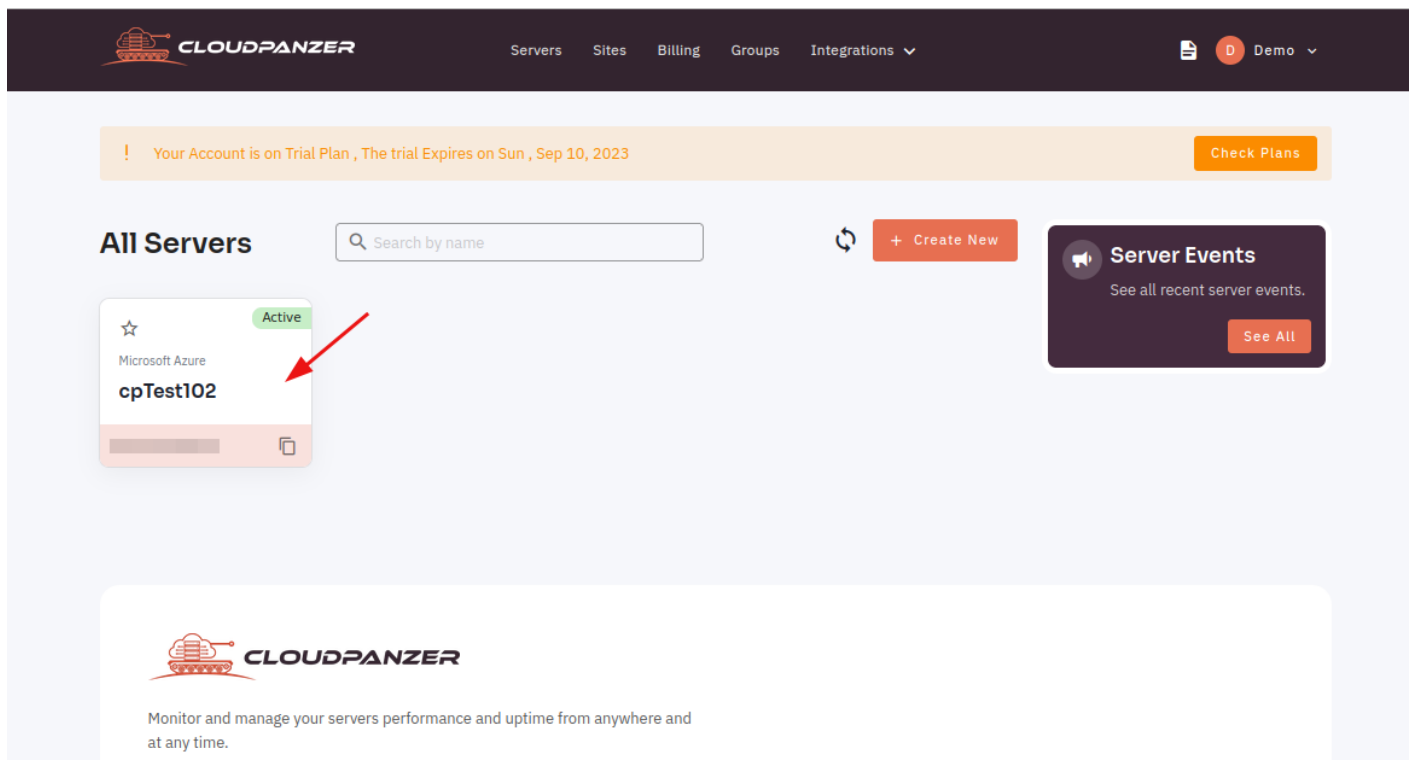 CLOUDPANZER
Servers Sites Billing Groups Integrations
D Demo
! Your Account is on Trial Plan , The trial Expires on Sun , Sep 10, 2023
Check Plans
All Servers
Search by name
+ Create New
Server Events
See all recent server events.
See All
Active
Microsoft Azure
cpTest102
CLOUDPANZER
Monitor and manage your servers performance and uptime from anywhere and
at any time.